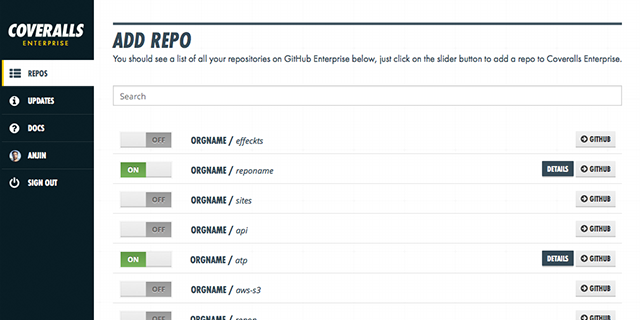 COVERALLS
ENTERPRISE
REPOS
UPDATES
DOCS
ANJIN
SIGN OUT
ADD REPO
You should see a list of all your repositories on GitHub Enterprise below, just click on the slider button to add a repo to Coveralls Enterprise.
Search
OFF ORGNAME / effeckts GITHUB
ON ORGNAME / reponame DETAILS GITHUB
OFF ORGNAME / sites GITHUB
OFF ORGNAME / api GITHUB
ON ORGNAME / atp DETAILS GITHUB
OFF ORGNAME / aws-s3 GITHUB
OFF ORGNAME / GITHUB